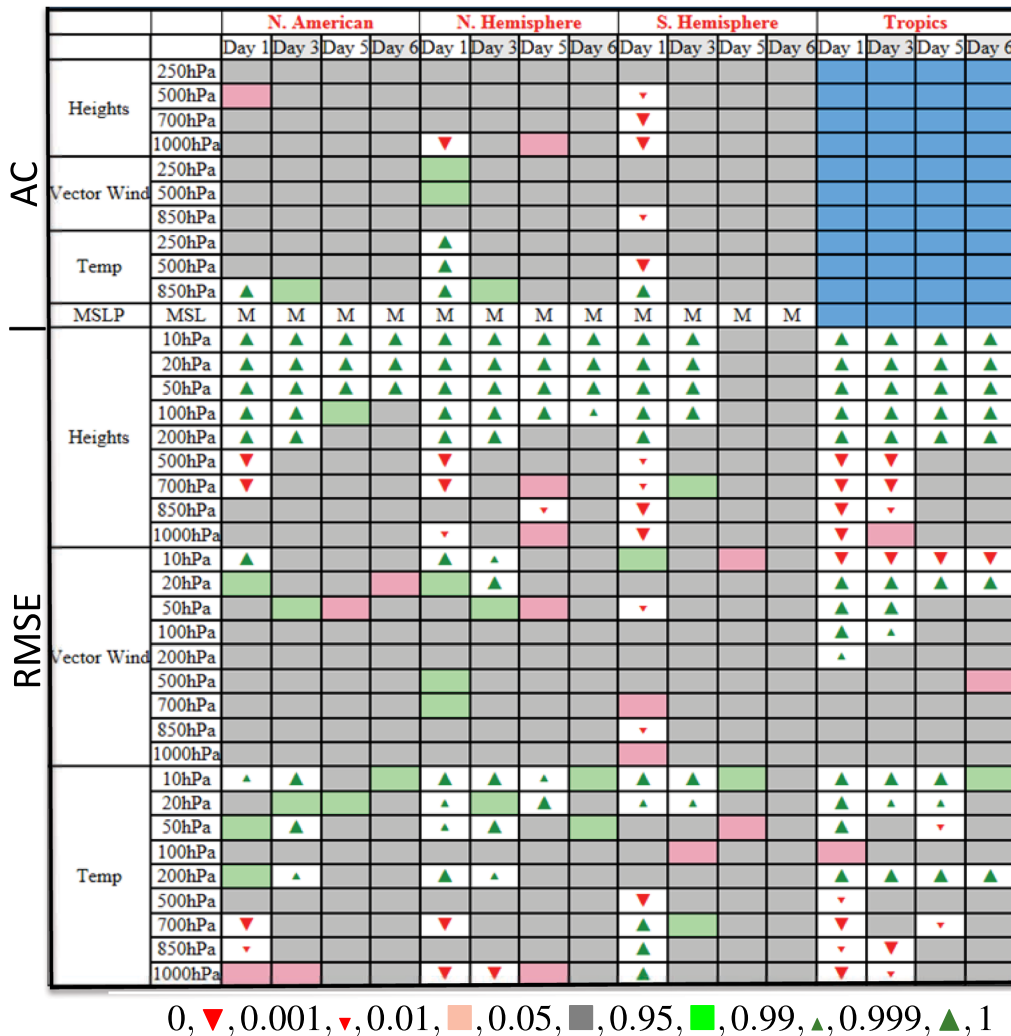 N. American N. Hemisphere S. Hemisphere Tropics
Day 1 Day 3 Day 5 Day 6 Day 1 Day 3 Day 5 Day 6 Day 1 Day 3 Day 5 Day 6 Day 1 Day 3 Day 5 Day 6
AC
Heights
250hPa
500hPa
700hPa
1000hPa
Vector Wind
250hPa
500hPa
850hPa
Temp
250hPa
500hPa
850hPa
MSLP MSL M M M M M M M M M M M M
RMSE
Heights
10hPa
20hPa
50hPa
100hPa
200hPa
500hPa
700hPa
850hPa
1000hPa
Vector Wind
10hPa
20hPa
50hPa
100hPa
200hPa
500hPa
700hPa
850hPa
1000hPa
Temp
10hPa
20hPa
50hPa
100hPa
200hPa
500hPa
700hPa
850hPa
1000hPa
0, ▼, 0.001, ▼, 0.01, , 0.05, , 0.95, , 0.99, ▲, 0.999, ▲, 1